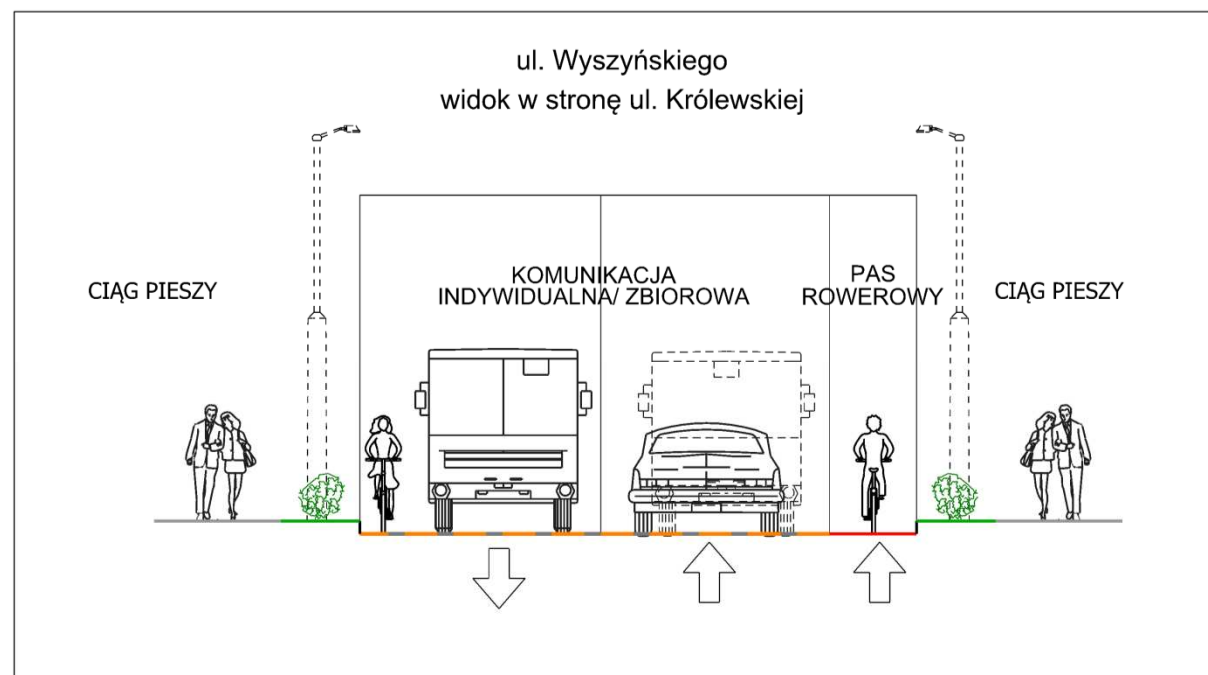 ul. Wyszyńskiego
widok w stronę ul. Królewskiej
CIĄG PIESZY
KOMUNIKACJA
INDYWIDUALNA/ ZBIOROWA
PAS
ROWEROWY
CIĄG PIESZY